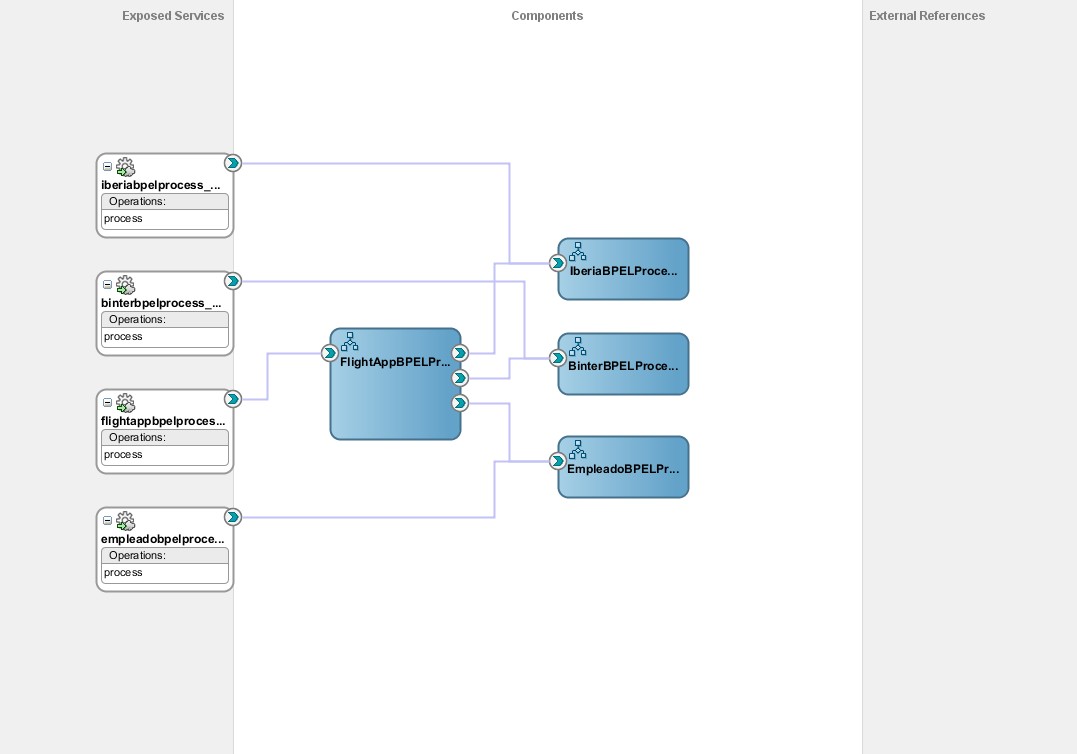 Exposed Services
Components
External References
iberiabpelprocess_...
Operations:
process
binterbpelprocess_...
Operations:
process
flightappbpelproces...
Operations:
process
empleadobpelproce...
Operations:
process
FlightAppBPELPr...
IberiaBPELProce...
BinterBPELProce...
EmpleadoBPELPr...